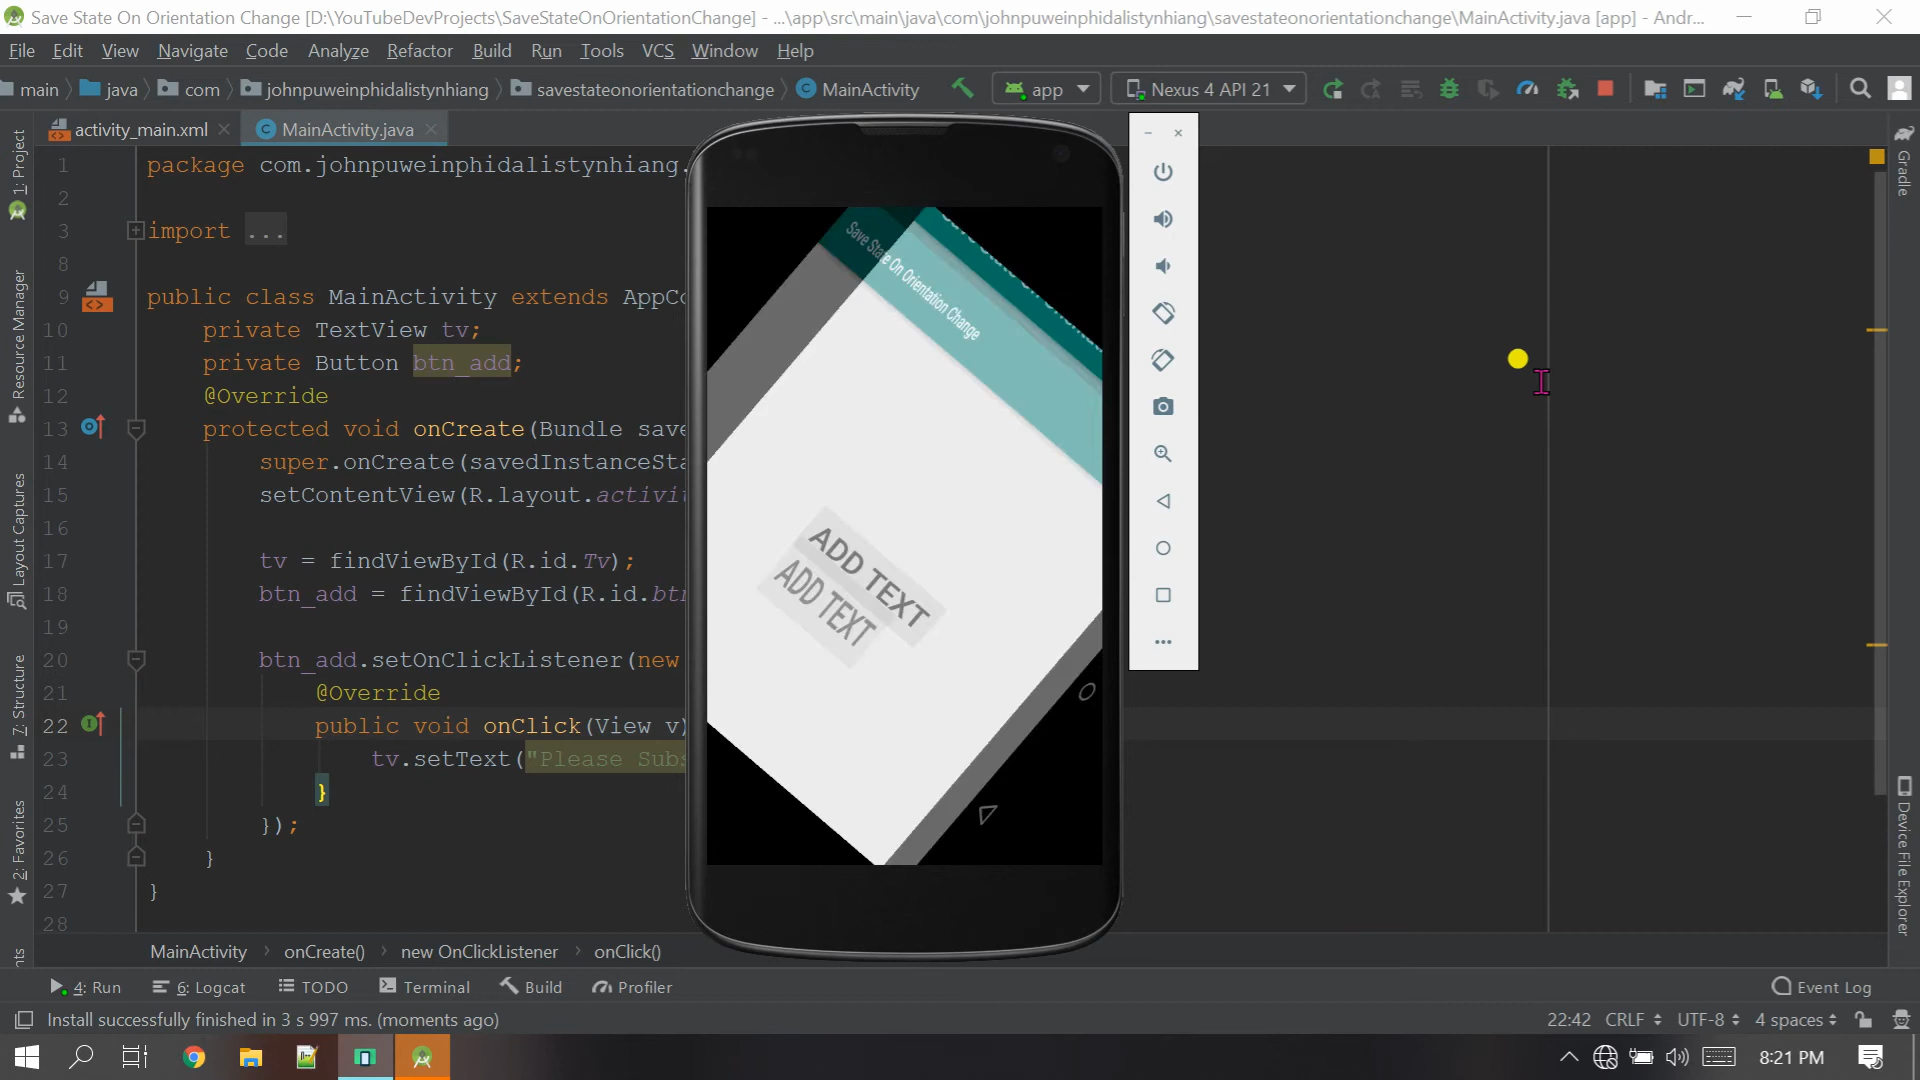 Save State On Orientation Change [D:\YouTubeDevProjects\SaveStateOnOrientationChange] - ...\app\src\main\java\com\johnpuweinphidalistynhiang\savestateonorientationchange\MainActivity.java [app] - Andr...
File Edit View Navigate Code Analyze Refactor Build Run Tools VCS Window Help
main java com johnpuweinphidalistynhiang savestateonorientationchange MainActivity app Nexus 4 API 21
activity_main.xml MainActivity.java
1: Project
Resource Manager
Layout Captures
7: Structure
2: Favorites
1 package com.johnpuweinphidalistynhiang.
2
3 import ...
8
9 public class MainActivity extends AppCo
10 private TextView tv;
11 private Button btn_add;
12 @Override
13 protected void onCreate(Bundle save
14 super.onCreate(savedInstanceSta
15 setContentView(R.layout.activit
16
17 tv = findViewById(R.id.Tv);
18 btn_add = findViewById(R.id.btn
19
20 btn_add.setOnClickListener(new
21 @Override
22 public void onClick(View v)
23 tv.setText("Please Subs
24 }
25 });
26 }
27 }
28
Save State On Orientation Change
ADD TEXT
ADD TEXT
Gradle
Device File Explorer
MainActivity > onCreate() > new OnClickListener > onClick()
4: Run 6: Logcat TODO Terminal Build Profiler Event Log
Install successfully finished in 3 s 997 ms. (moments ago) 22:42 CRLF UTF-8 4 spaces
8:21 PM